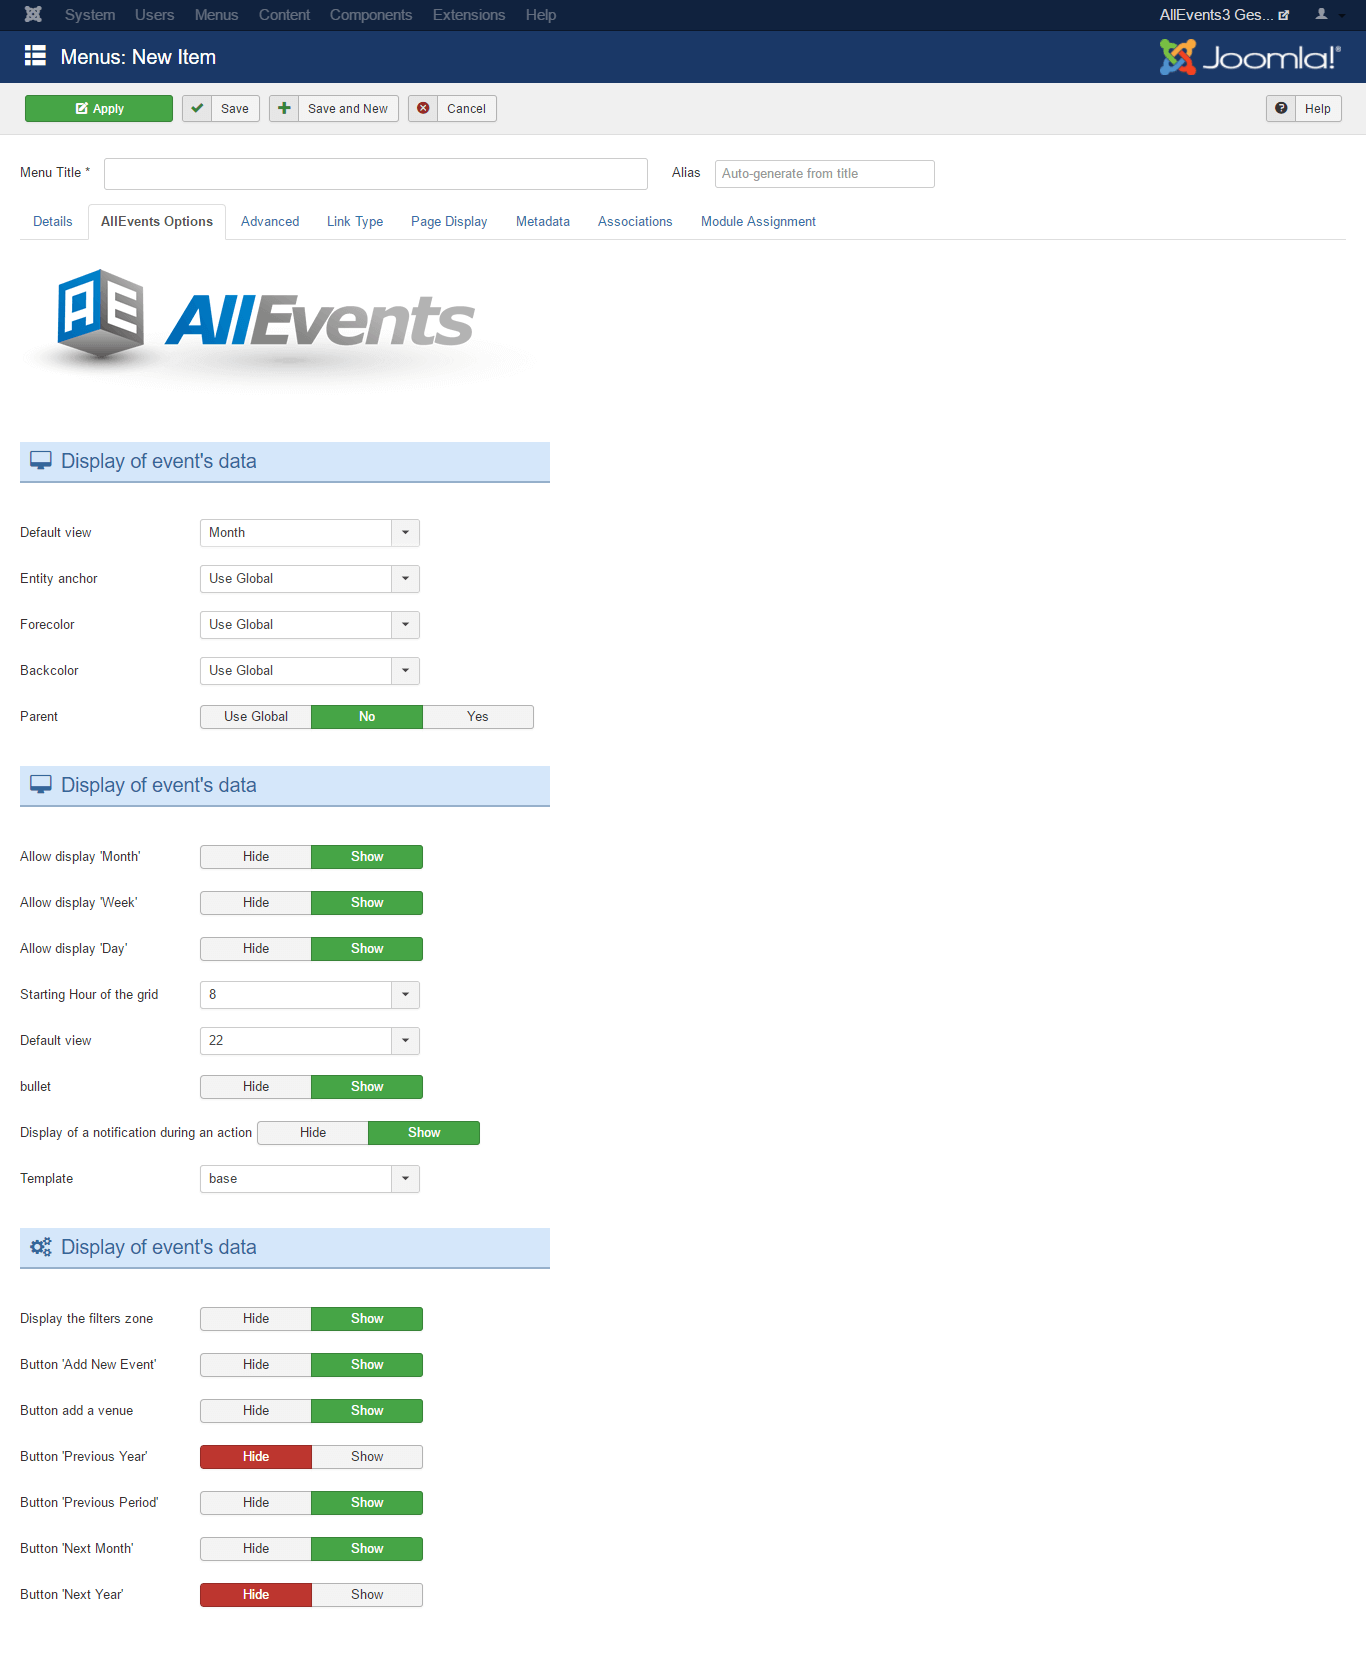 System Users Menus Content Components Extensions Help AllEvents3 Ges...
Menus: New Item Joomla!®
Apply Save Save and New Cancel Help
Menu Title * Alias Auto-generate from title
Details AllEvents Options Advanced Link Type Page Display Metadata Associations Module Assignment
AE AllEvents
Display of event's data
Default view Month
Entity anchor Use Global
Forecolor Use Global
Backcolor Use Global
Parent Use Global No Yes
Display of event's data
Allow display 'Month' Hide Show
Allow display 'Week' Hide Show
Allow display 'Day' Hide Show
Starting Hour of the grid 8
Default view 22
bullet Hide Show
Display of a notification during an action Hide Show
Template base
Display of event's data
Display the filters zone Hide Show
Button 'Add New Event' Hide Show
Button add a venue Hide Show
Button 'Previous Year' Hide Show
Button 'Previous Period' Hide Show
Button 'Next Month' Hide Show
Button 'Next Year' Hide Show